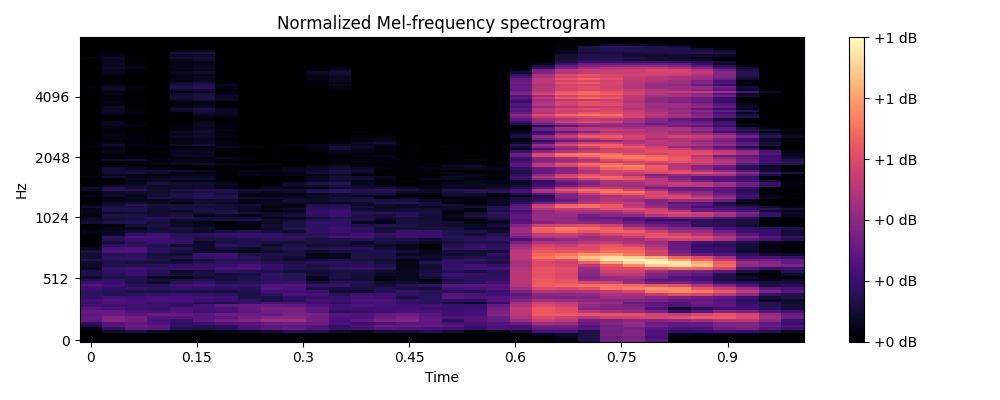 Normalized Mel-frequency spectrogram
Hz
4096
2048
1024
512
0
0 0.15 0.3 0.45 0.6 0.75 0.9
Time
+1 dB
+1 dB
+1 dB
+0 dB
+0 dB
+0 dB